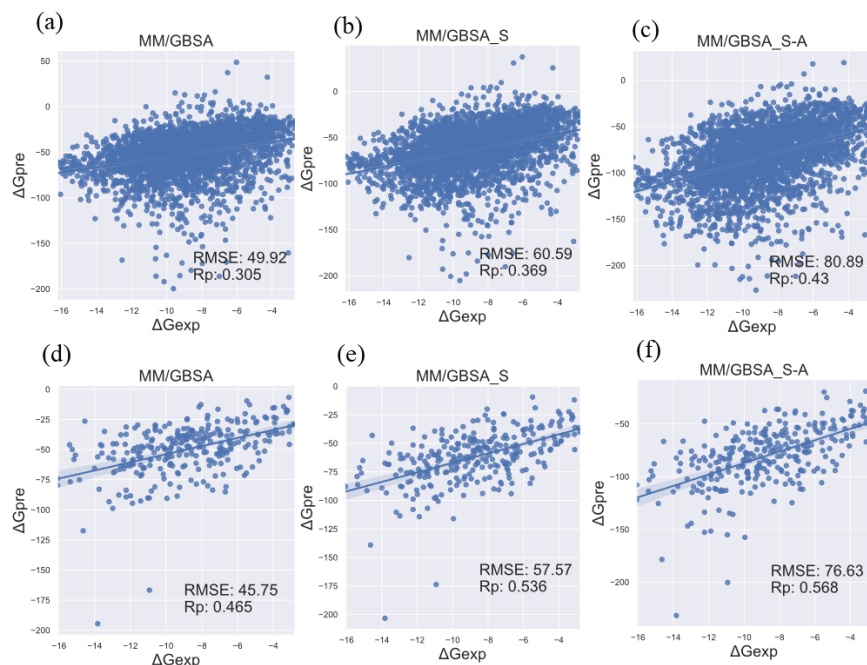 (a)
MM/GBSA
50
0
−50
−100
−150
−200
ΔGpre
RMSE: 49.92
Rp: 0.305
−16 −14 −12 −10 −8 −6 −4
ΔGexp
(b)
MM/GBSA_S
50
0
−50
−100
−150
−200
ΔGpre
RMSE: 60.59
Rp: 0.369
−16 −14 −12 −10 −8 −6 −4
ΔGexp
(c)
MM/GBSA_S-A
0
−50
−100
−150
−200
ΔGpre
RMSE: 80.89
Rp: 0.43
−16 −14 −12 −10 −8 −6 −4
ΔGexp
(d)
MM/GBSA
0
−25
−50
−75
−100
−125
−150
−175
−200
ΔGpre
RMSE: 45.75
Rp: 0.465
−16 −14 −12 −10 −8 −6 −4
ΔGexp
(e)
MM/GBSA_S
0
−25
−50
−75
−100
−125
−150
−175
−200
ΔGpre
RMSE: 57.57
Rp: 0.536
−16 −14 −12 −10 −8 −6 −4
ΔGexp
(f)
MM/GBSA_S-A
−50
−100
−150
−200
ΔGpre
RMSE: 76.63
Rp: 0.568
−16 −14 −12 −10 −8 −6 −4
ΔGexp